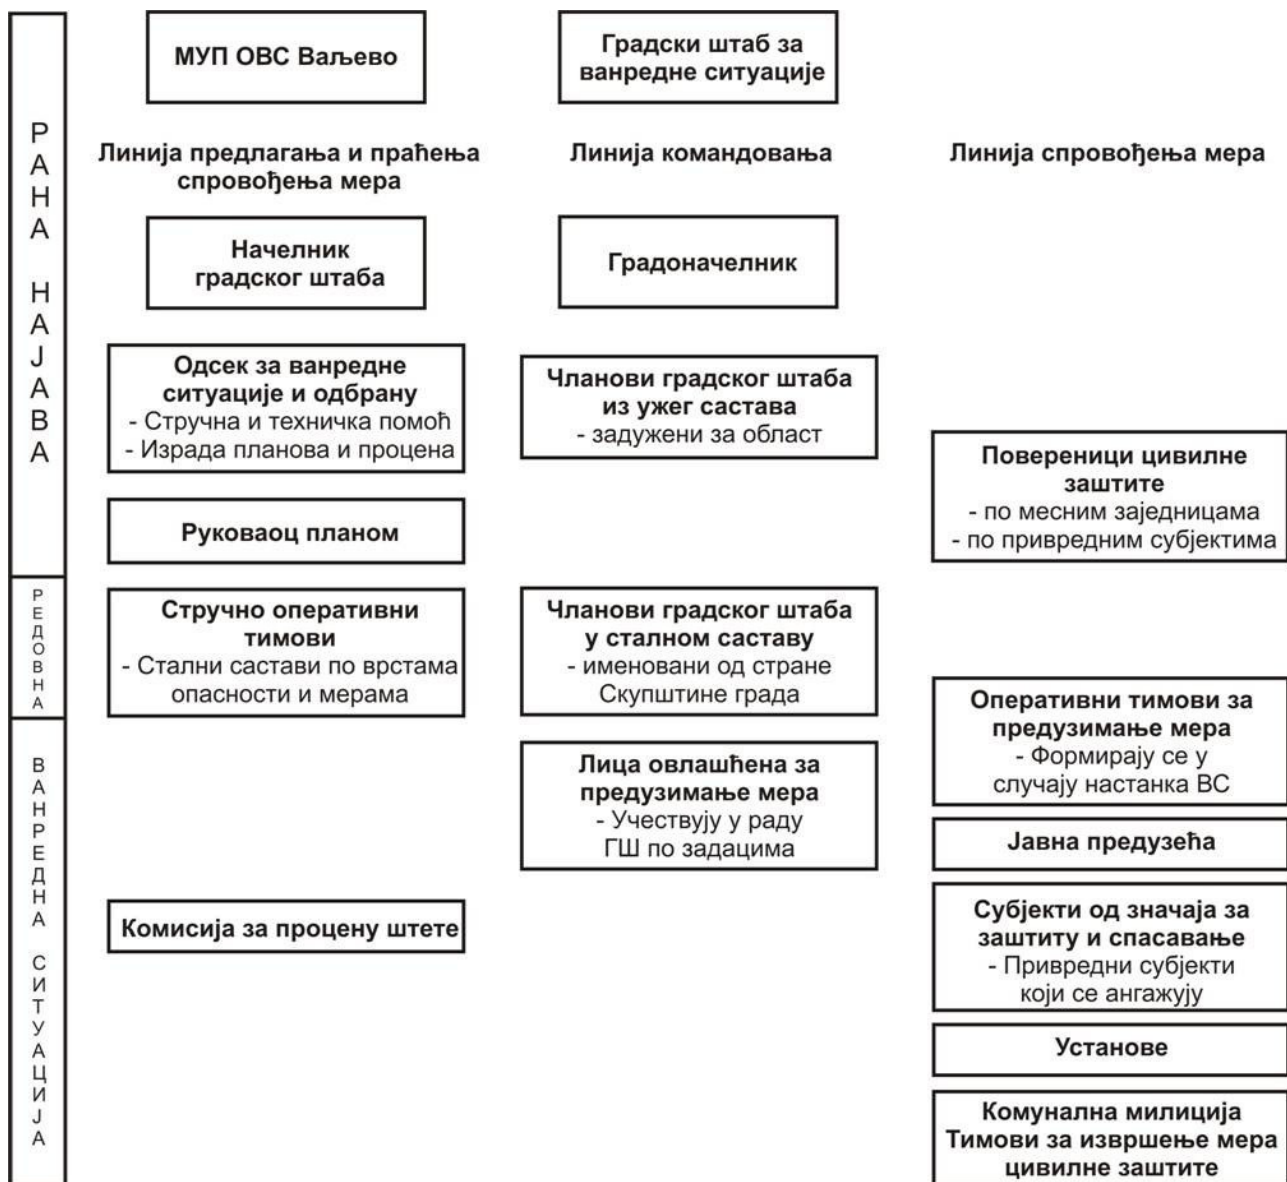 РАНА НАЈАВА
РЕДОВНА
ВАНРЕДНА СИТУАЦИЈА
МУП ОВС Ваљево
Линија предлагања и праћења
спровођења мера
Начелник
градског штаба
Одсек за ванредне
ситуације и одбрану
- Стручна и техничка помоћ
- Израда планова и процена
Руковаоц планом
Стручно оперативни
тимови
- Стални састави по врстама
опасности и мерама
Комисија за процену штете
Градски штаб за
ванредне ситуације
Линија командовања
Градоначелник
Чланови градског штаба
из ужег састава
- задужени за област
Чланови градског штаба
у сталном саставу
- именовани од стране
Скупштине града
Лица овлашћена за
предузимање мера
- Учествују у раду
ГШ по задацима
Линија спровођења мера
Повереници цивилне
заштите
- по месним заједницама
- по привредним субјектима
Оперативни тимови за
предузимање мера
- Формирају се у
случају настанка ВС
Јавна предузећа
Субјекти од значаја за
заштиту и спасавање
- Привредни субјекти
који се ангажују
Установе
Комунална милиција
Тимови за извршење мера
цивилне заштите